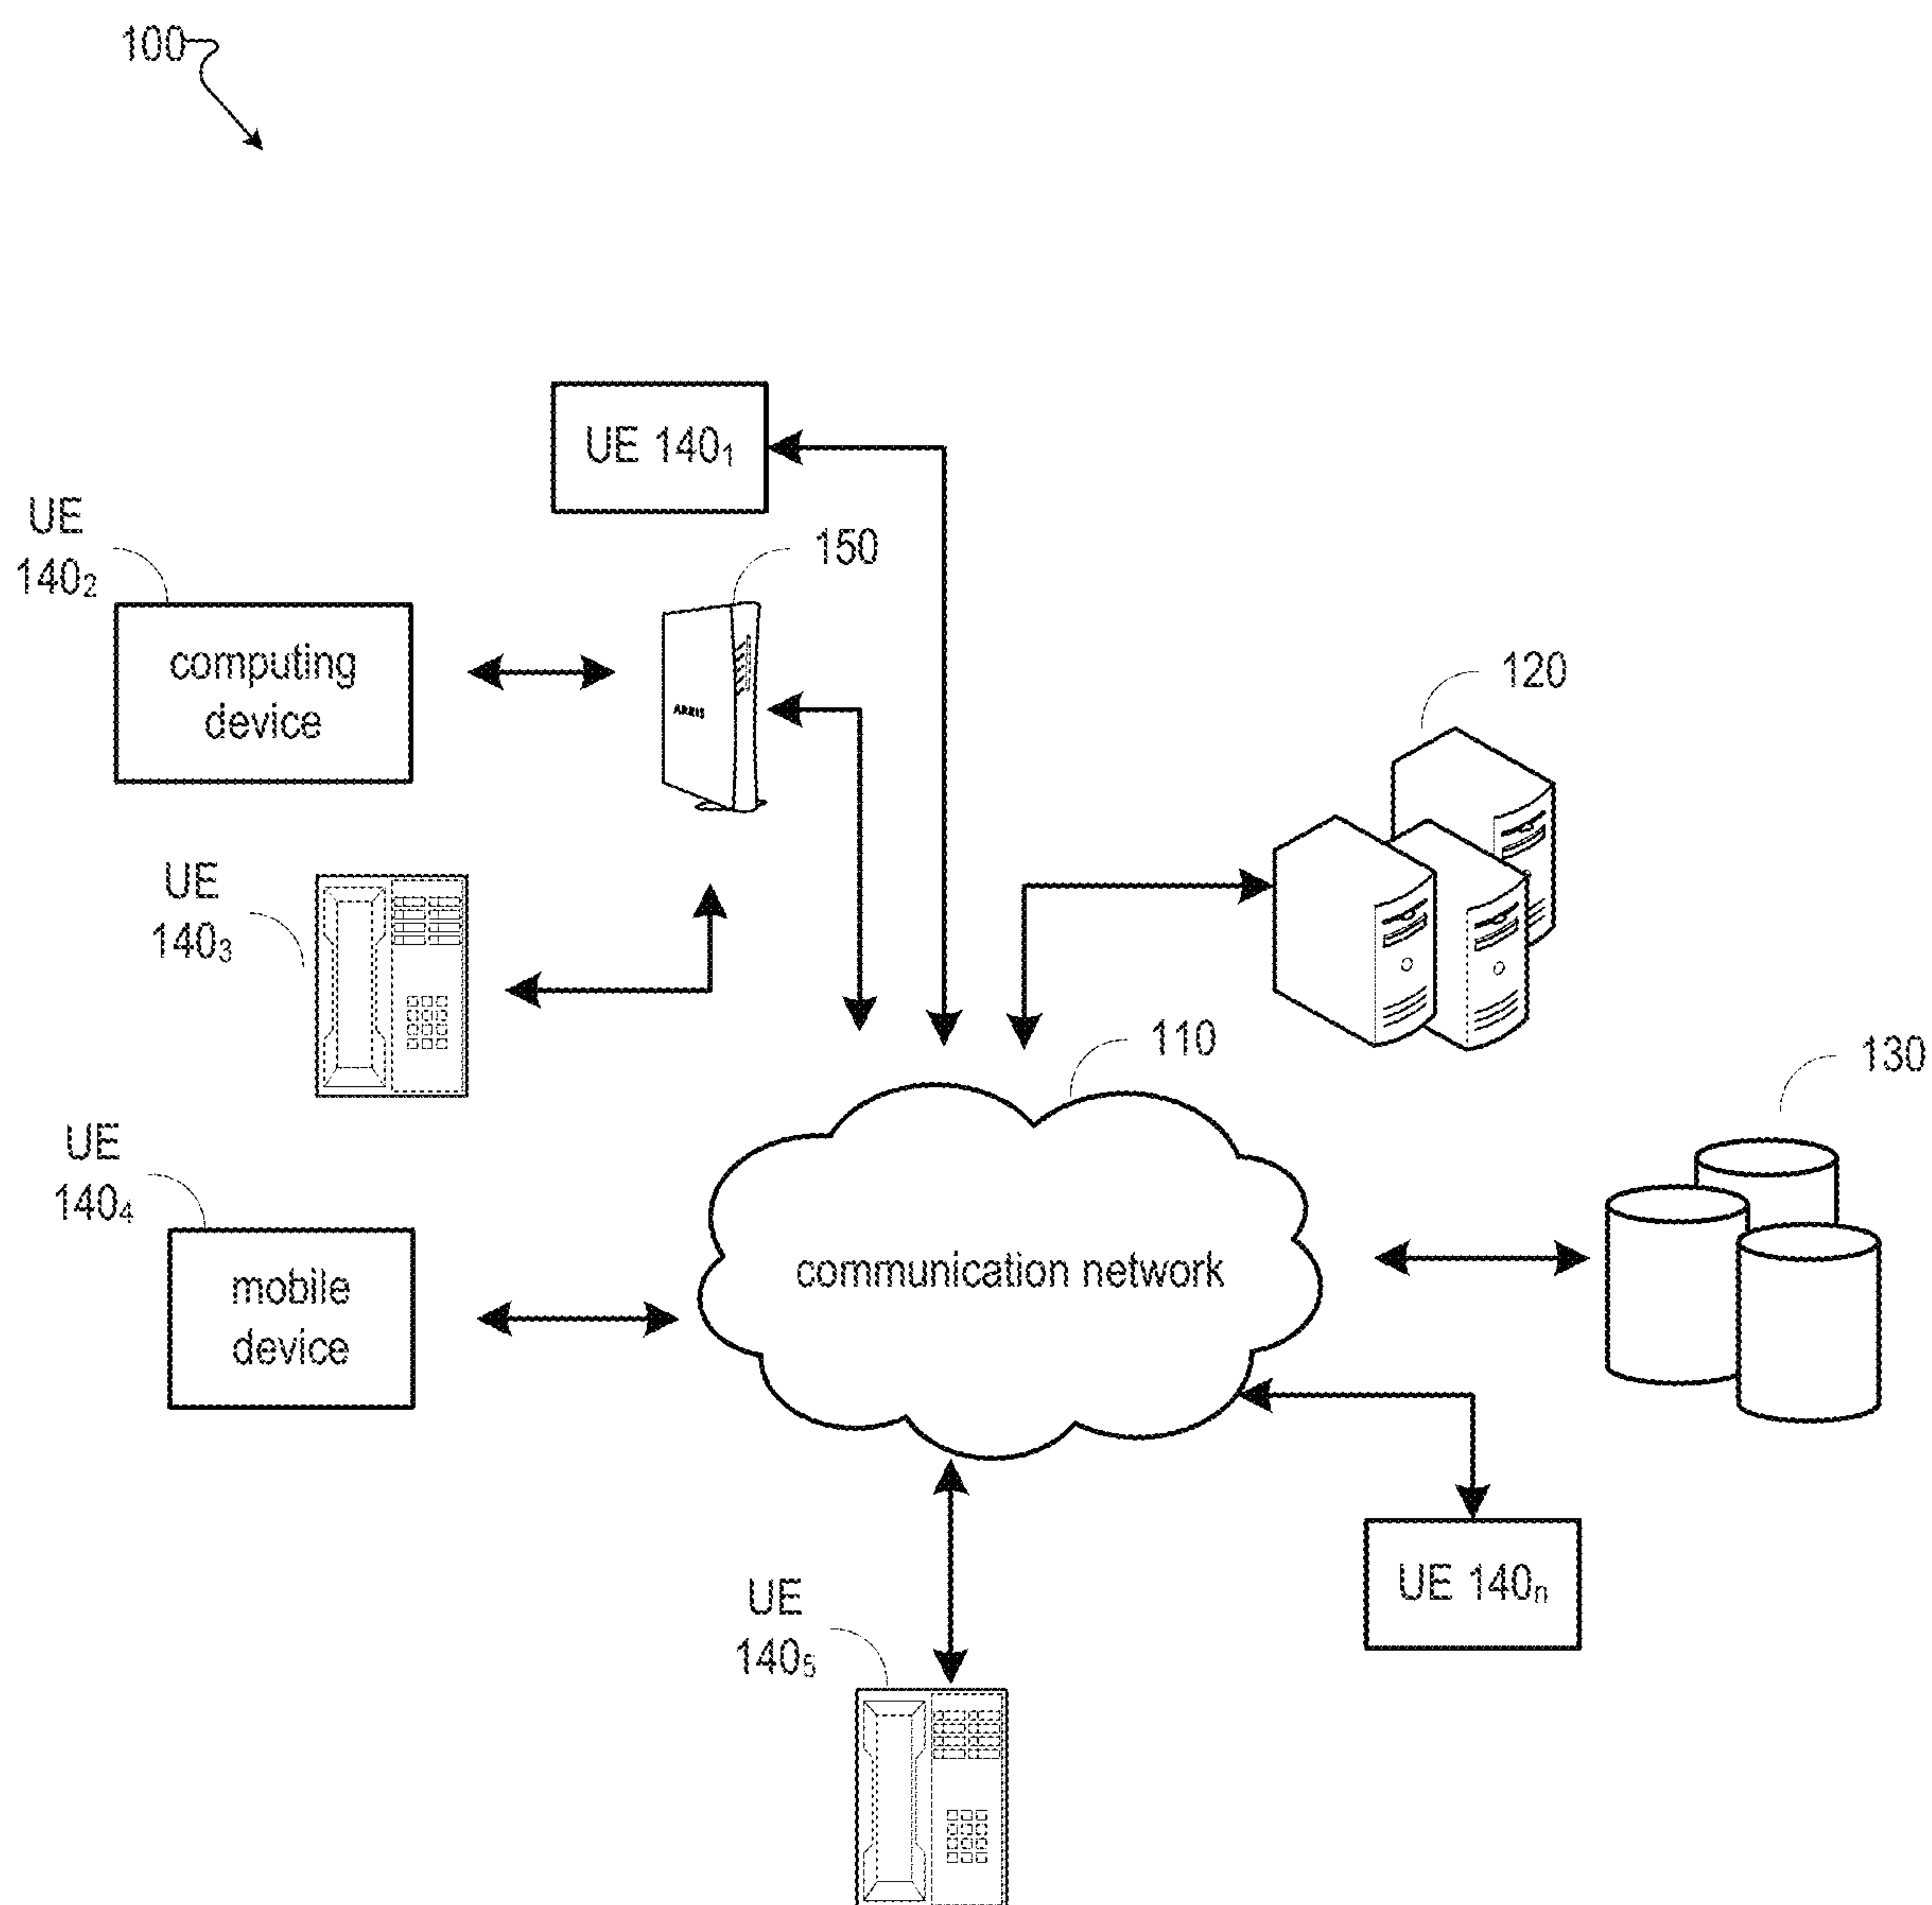 100
UE 140₁
UE
140₂
150
computing
device
ARRIS
120
UE
140₃
110
130
UE
140₄
communication network
mobile
device
UE 140ₙ
UE
140₅